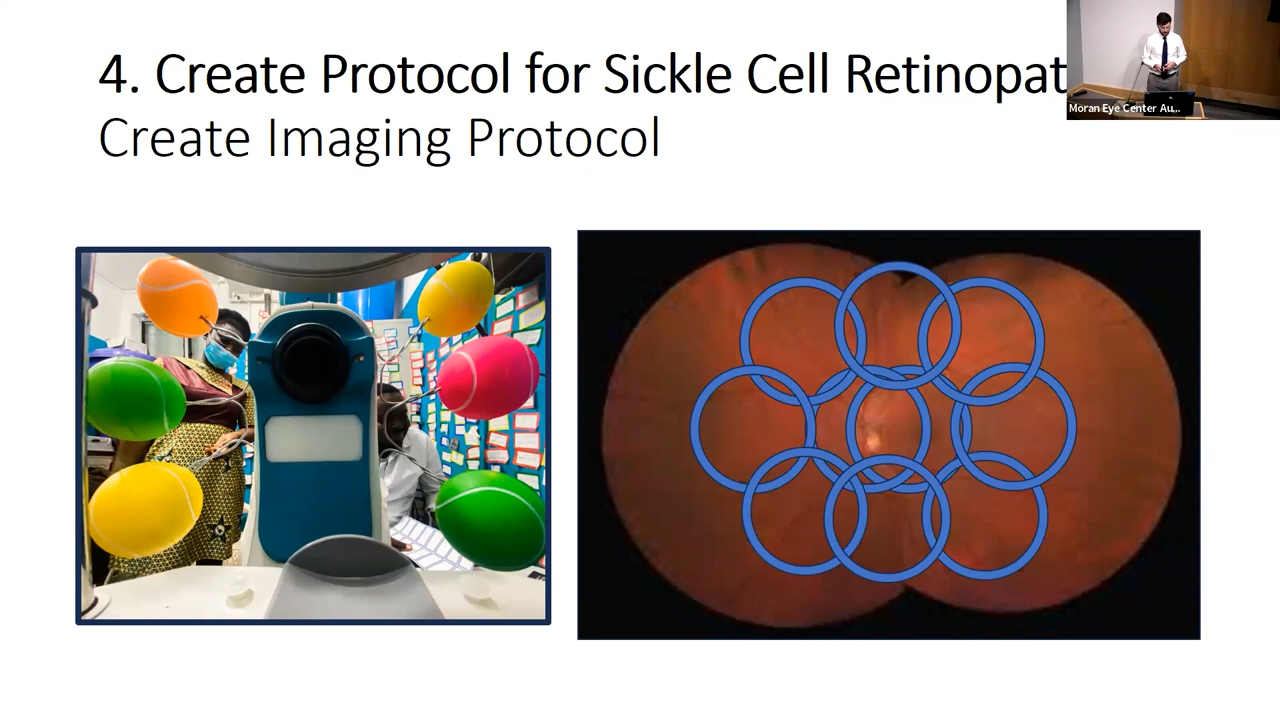 4. Create Protocol for Sickle Cell Retinopat
Create Imaging Protocol
Moran Eye Center Au...